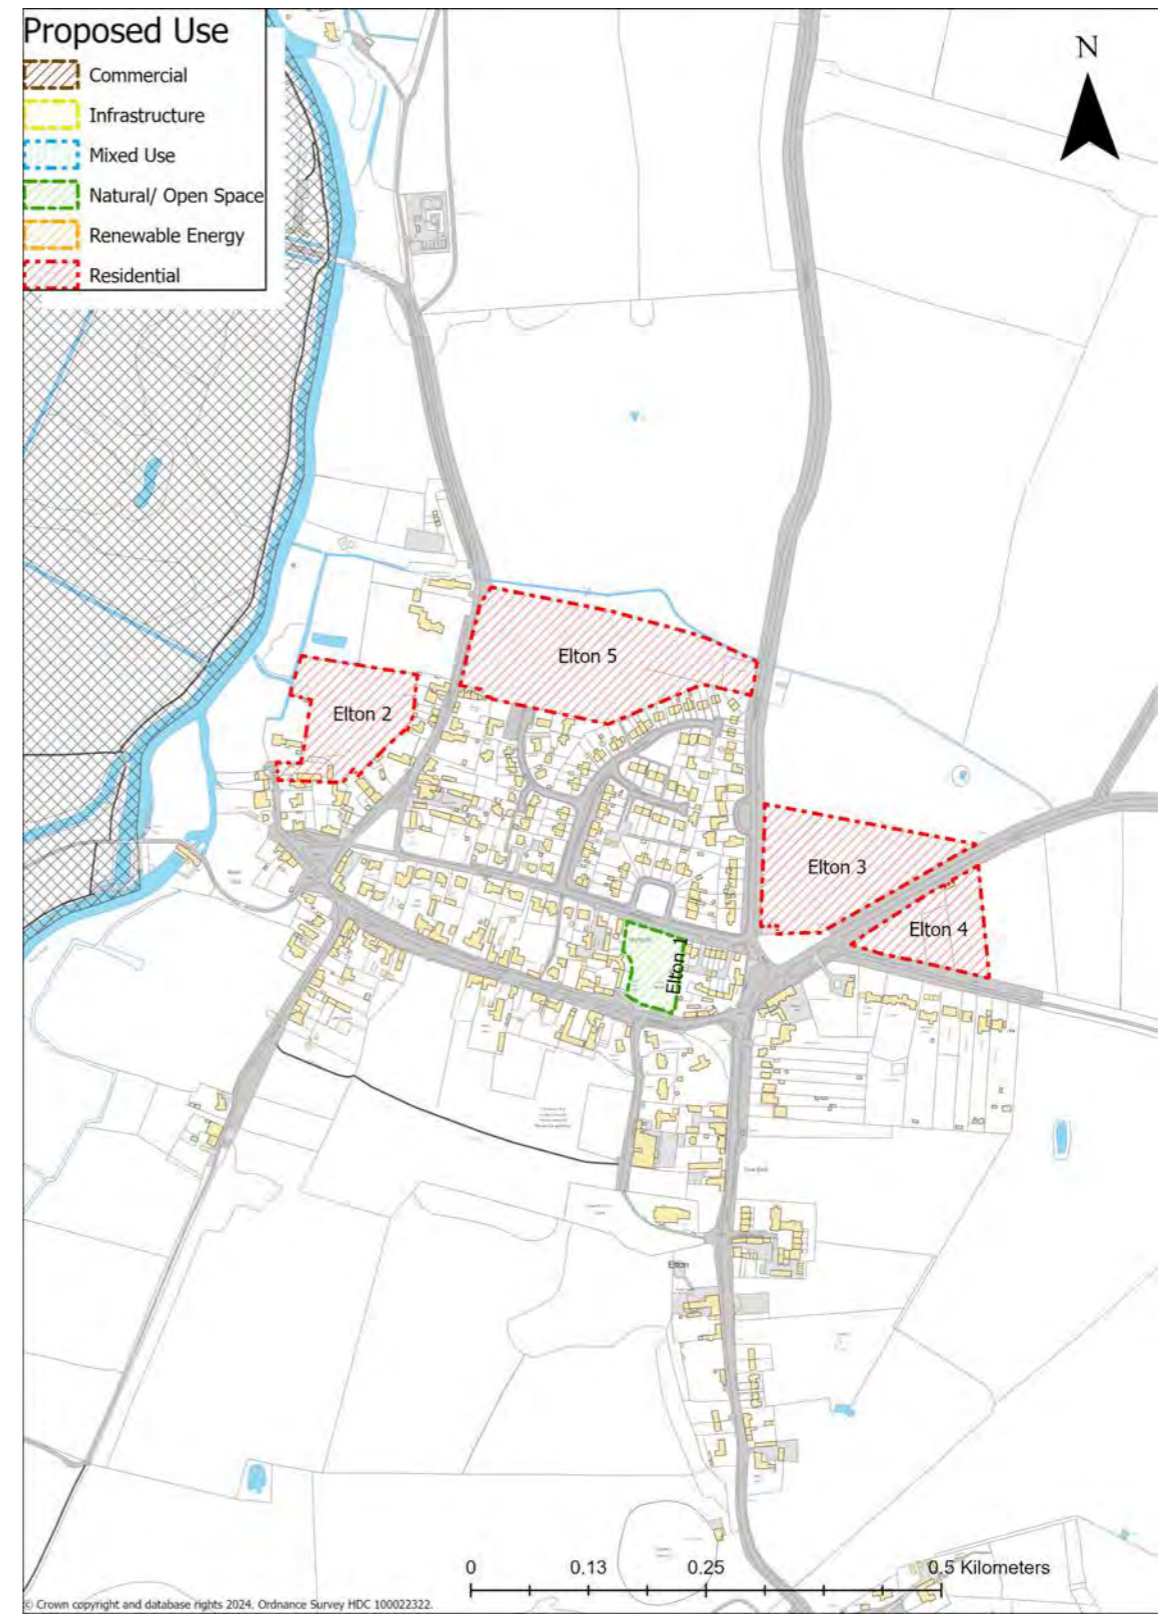 Proposed Use
Commercial
Infrastructure
Mixed Use
Natural/ Open Space
Renewable Energy
Residential
N
Elton 5
Elton 2
Elton 3
Elton 4
Elton 1
Elton
0 0.13 0.25 0.5 Kilometers
© Crown copyright and database rights 2024. Ordnance Survey HDC 100022322.